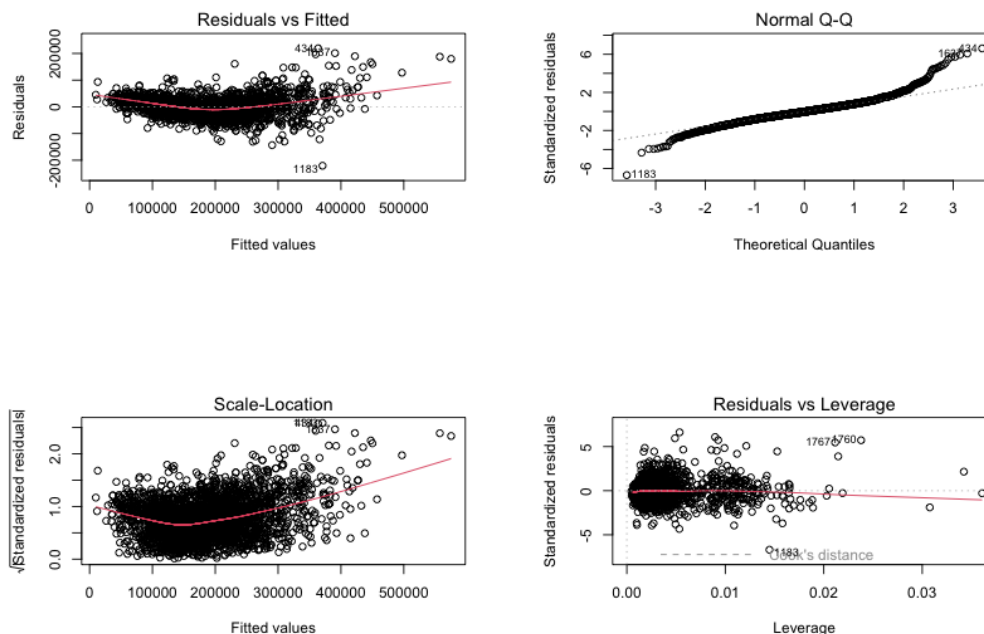 Residuals vs Fitted
Residuals
200000
0
-200000
434
1637
1183
0 100000 200000 300000 400000 500000
Fitted values
Normal Q-Q
Standardized residuals
6
2
-2
-6
434
1183
-3 -2 -1 0 1 2 3
Theoretical Quantiles
Scale-Location
√|Standardized residuals|
2.0
1.0
0.0
1637
0 100000 200000 300000 400000 500000
Fitted values
Residuals vs Leverage
Standardized residuals
5
0
-5
1767
1760
1183
Cook's distance
0.00 0.01 0.02 0.03
Leverage